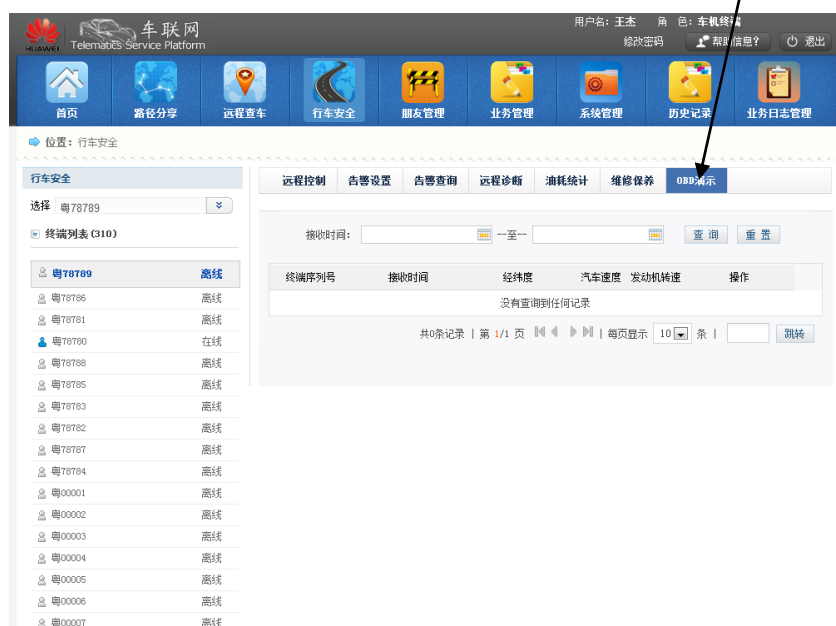 HUAWEI
车联网
Telematics Service Platform
用户名：王杰 角 色：车机终端
修改密码 帮助信息? 退出
首页 路径分享 远程查车 行车安全 朋友管理 业务管理 系统管理 历史记录 业务日志管理
位置：行车安全
行车安全
选择 粤78789
终端列表(310)
粤78789 离线
粤78786 离线
粤78781 离线
粤78780 在线
粤78788 离线
粤78785 离线
粤78783 离线
粤78782 离线
粤78787 离线
粤78784 离线
粤00001 离线
粤00002 离线
粤00003 离线
粤00004 离线
粤00005 离线
粤00006 离线
粤00007 离线
远程控制 告警设置 告警查询 远程诊断 油耗统计 维修保养 OBD演示
接收时间： --至-- 查 询 重 置
终端序列号 接收时间 经纬度 汽车速度 发动机转速 操作
没有查询到任何记录
共0条记录 | 第 1/1 页 | 每页显示 10 条 | 跳转